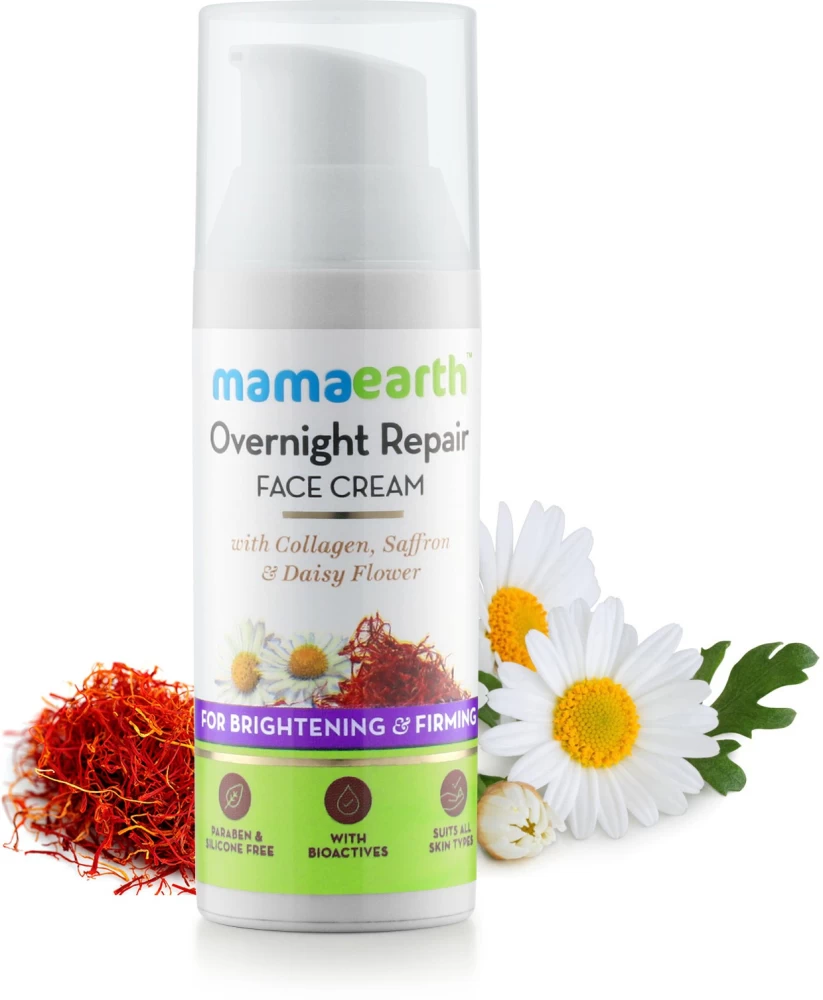 mamaearth™
Overnight Repair
FACE CREAM
with Collagen, Saffron
& Daisy Flower
FOR BRIGHTENING & FIRMING
PARABEN &
SILICONE FREE
WITH
BIOACTIVES
SUITS ALL
SKIN TYPES